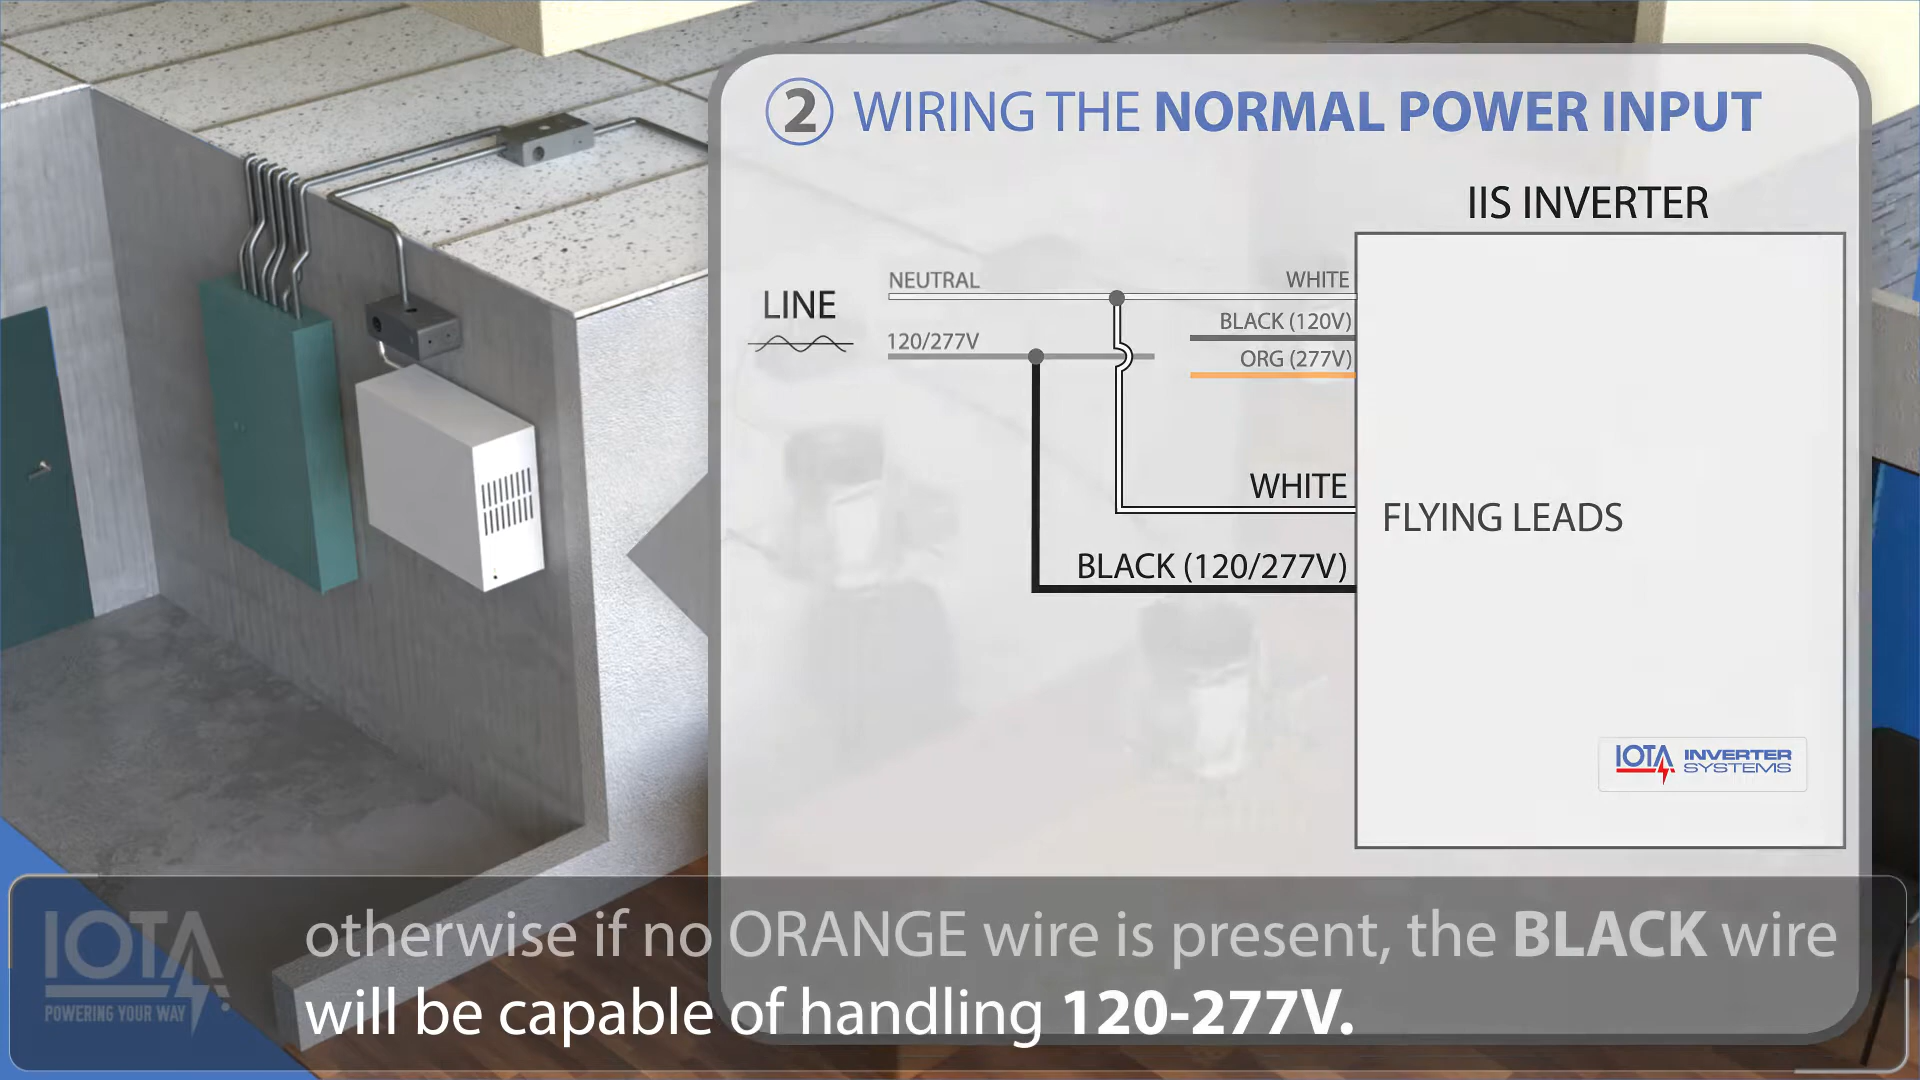 2 WIRING THE NORMAL POWER INPUT
IIS INVERTER
LINE
NEUTRAL
120/277V
WHITE
BLACK (120V)
ORG (277V)
WHITE
BLACK (120/277V)
FLYING LEADS
IOTA INVERTER
SYSTEMS
IOTA
POWERING YOUR WAY
otherwise if no ORANGE wire is present, the BLACK wire
will be capable of handling 120-277V.